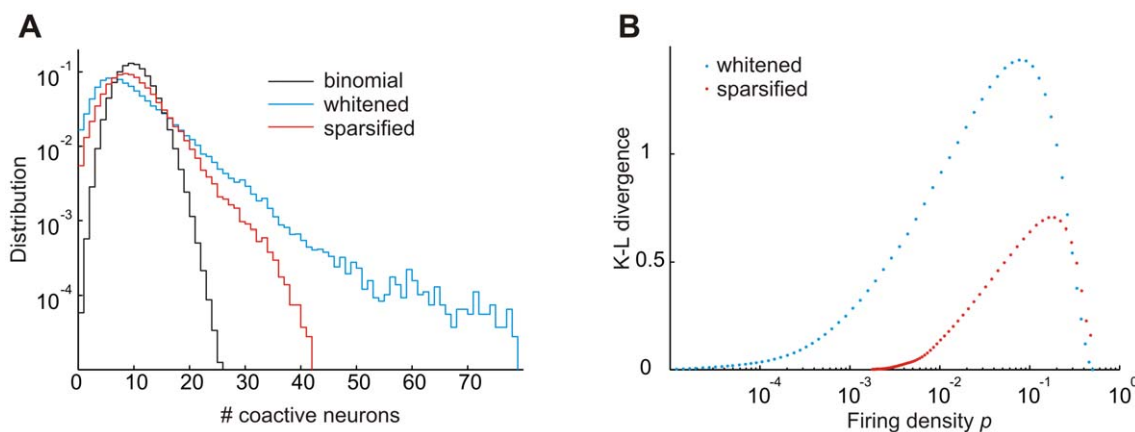 A
Distribution
10⁻¹
10⁻²
10⁻³
10⁻⁴
binomial
whitened
sparsified
0
10
20
30
40
50
60
70
# coactive neurons
B
K-L divergence
1
0.5
0
whitened
sparsified
10⁻⁴
10⁻³
10⁻²
10⁻¹
10⁰
Firing density p